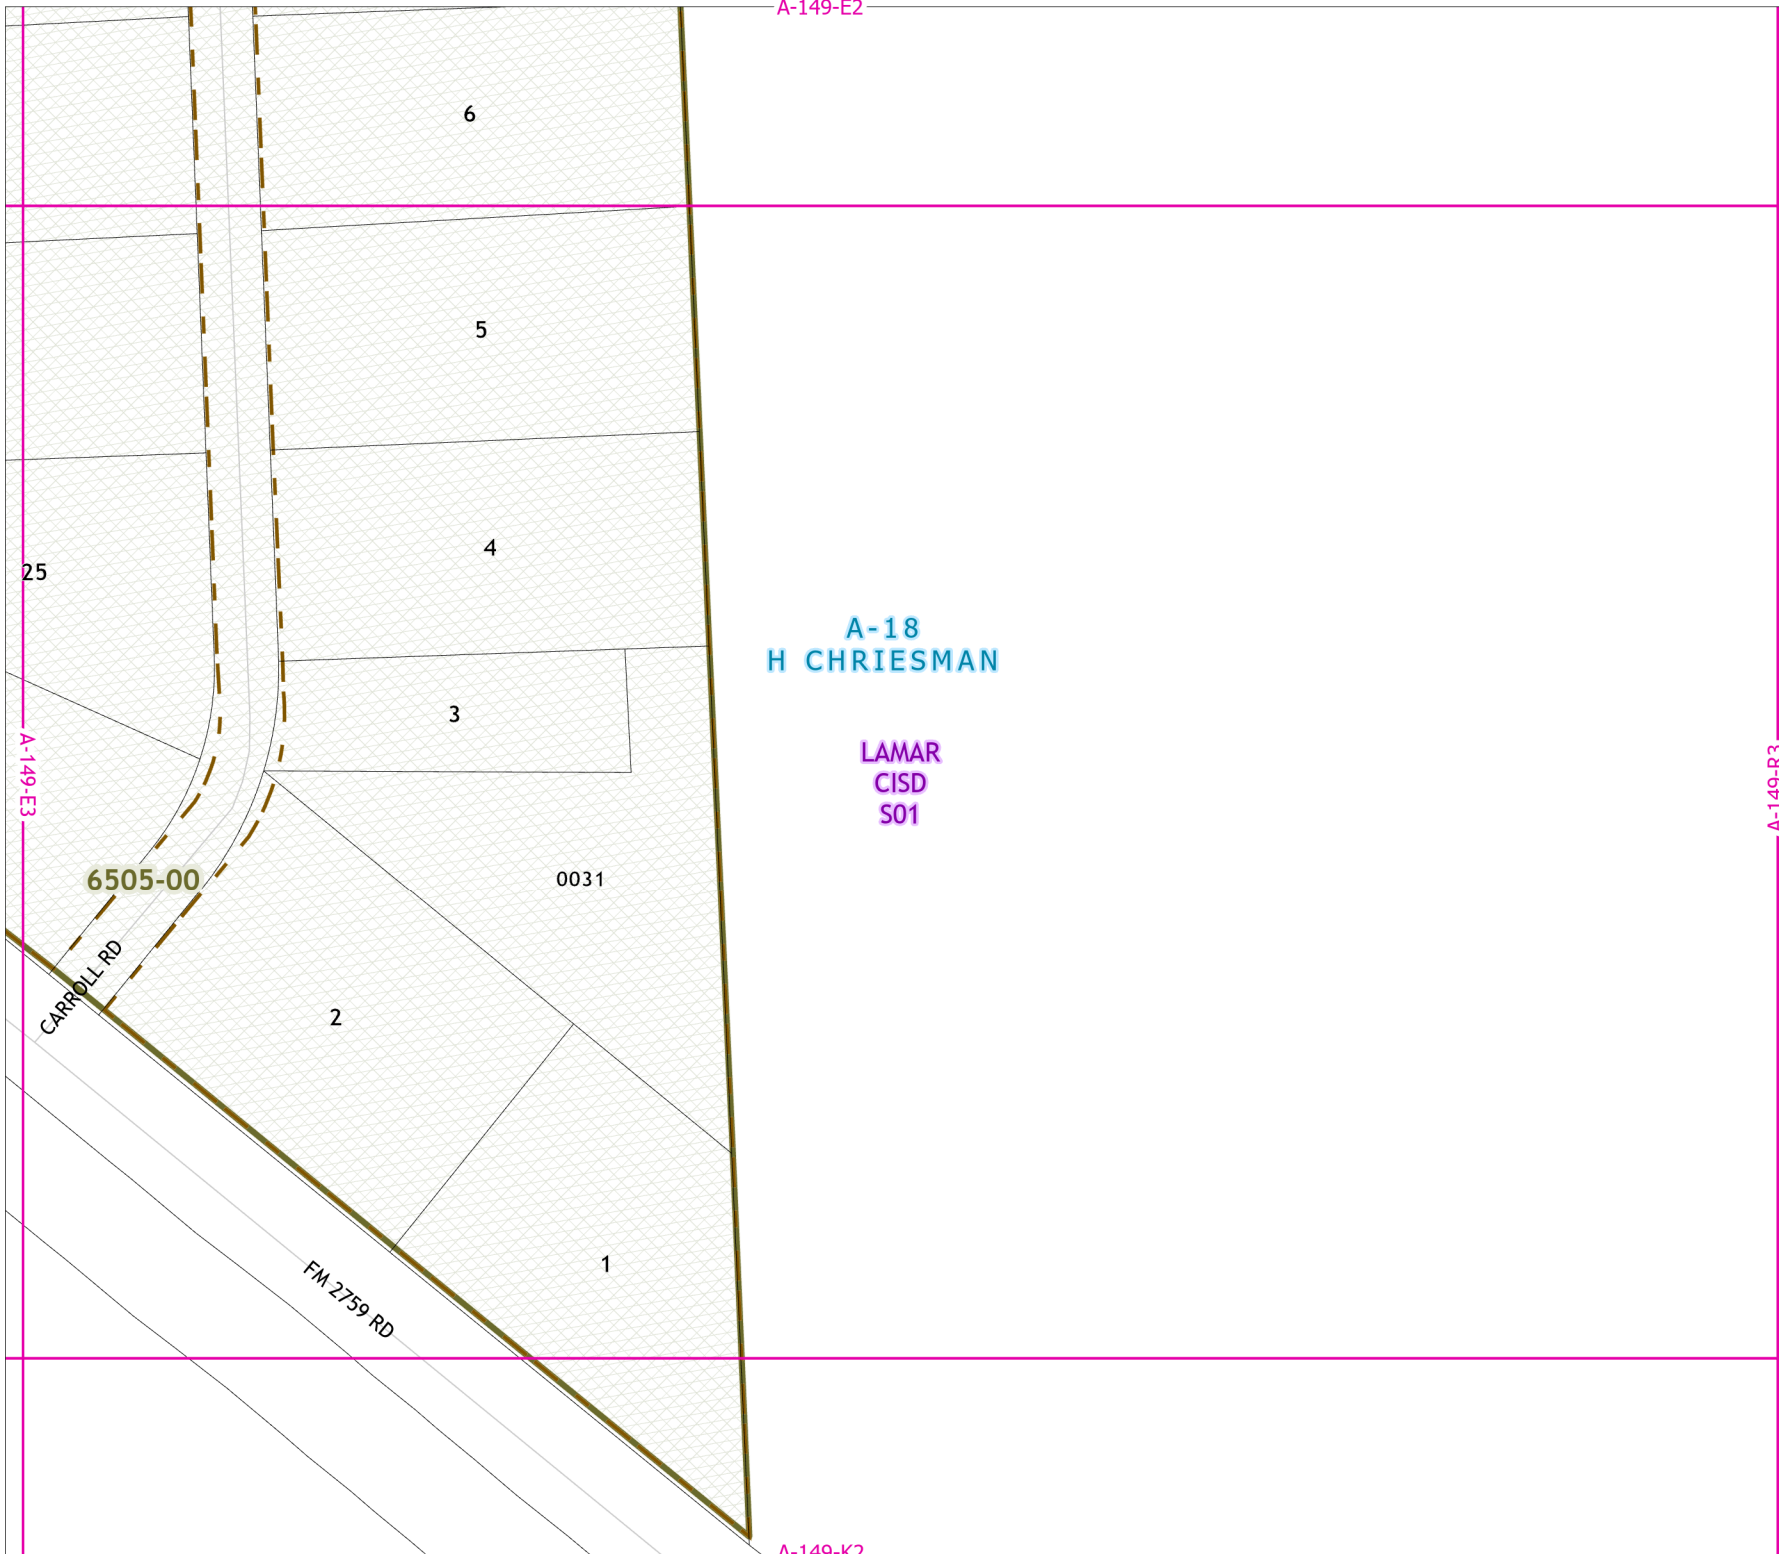 A-149-E2
6
5
4
25
A-18
H CHRIESMAN
3
LAMAR
CISD
S01
A-149-E3
A-149-R3
6505-00
0031
CARROLL RD
2
1
FM 2759 RD
A-149-K2